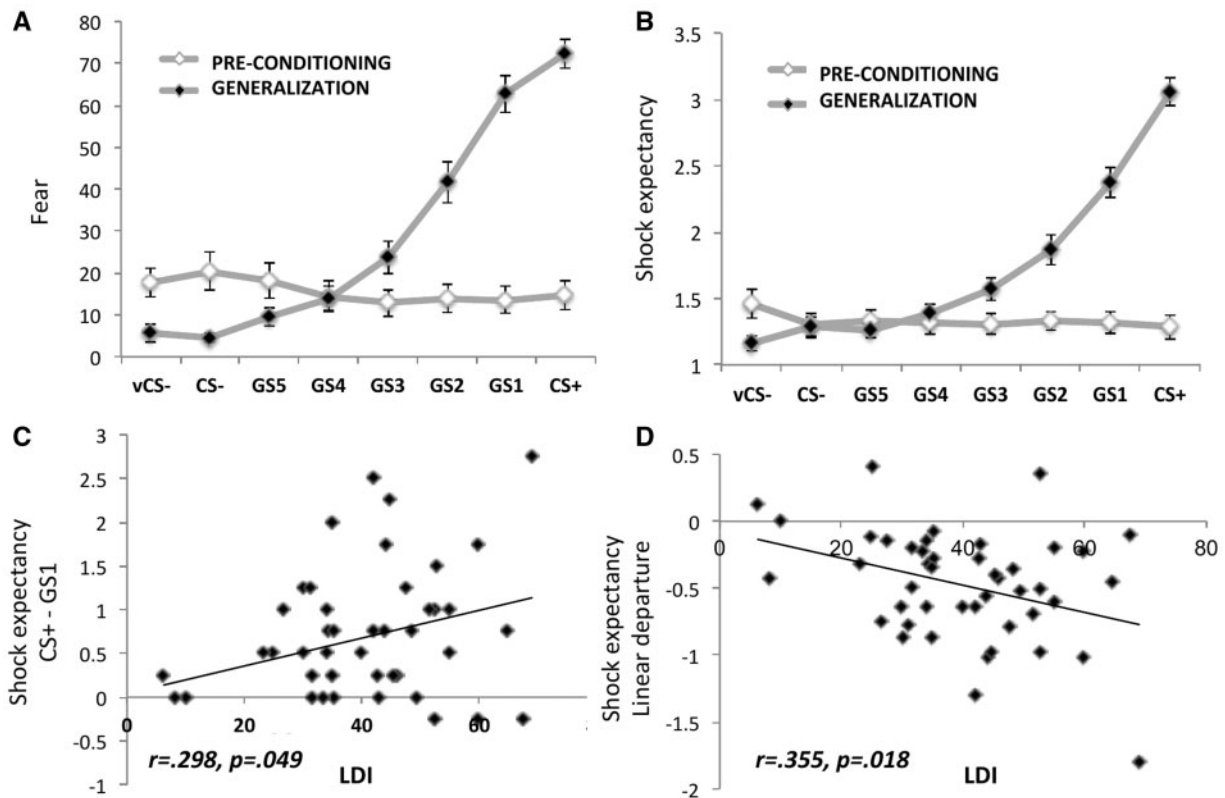 A
80
70
60
50
40
30
20
10
0
Fear
PRE-CONDITIONING
GENERALIZATION
vCS- CS- GS5 GS4 GS3 GS2 GS1 CS+
B
3.5
3
2.5
2
1.5
1
Shock expectancy
PRE-CONDITIONING
GENERALIZATION
vCS- CS- GS5 GS4 GS3 GS2 GS1 CS+
C
3
2.5
2
1.5
1
0.5
0
-0.5
-1
Shock expectancy
CS+ - GS1
0 20 40 60
r=.298, p=.049
LDI
D
0.5
0
-0.5
-1
-1.5
-2
Shock expectancy
Linear departure
0 20 40 60 80
r=.355, p=.018
LDI